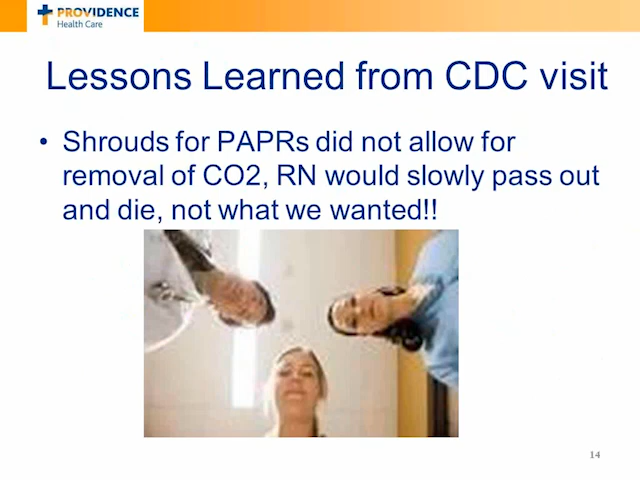 PROVIDENCE
Health Care
Lessons Learned from CDC visit
• Shrouds for PAPRs did not allow for
removal of CO2, RN would slowly pass out
and die, not what we wanted!!
14